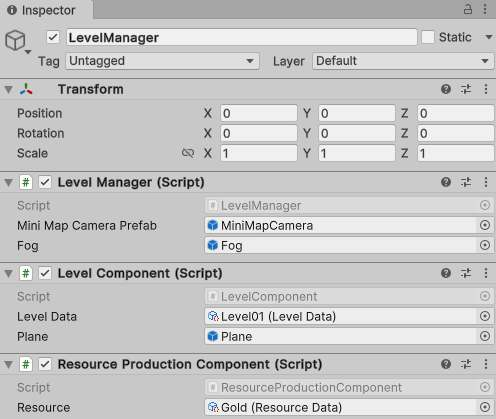 Inspector
LevelManager Static
Tag Untagged Layer Default
Transform
Position X 0 Y 0 Z 0
Rotation X 0 Y 0 Z 0
Scale X 1 Y 1 Z 1
# Level Manager (Script)
Script # LevelManager
Mini Map Camera Prefab MiniMapCamera
Fog Fog
# Level Component (Script)
Script # LevelComponent
Level Data Level01 (Level Data)
Plane Plane
# Resource Production Component (Script)
Script # ResourceProductionComponent
Resource Gold (Resource Data)